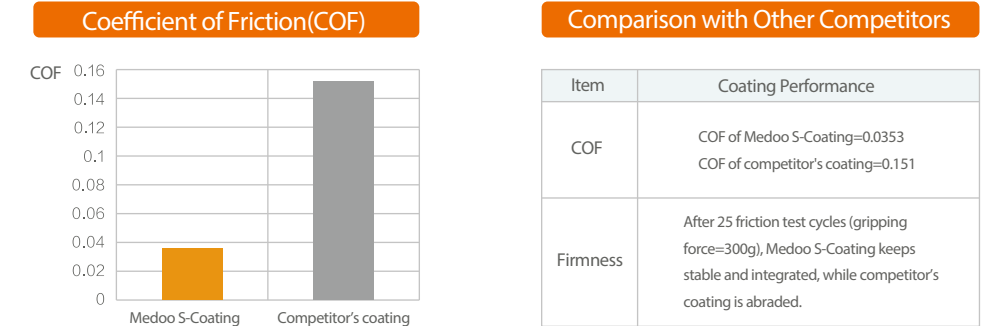 Coefficient of Friction(COF)
COF
0.16
0.14
0.12
0.1
0.08
0.06
0.04
0.02
0
Medoo S-Coating
Competitor's coating
Comparison with Other Competitors
Item
Coating Performance
COF
COF of Medoo S-Coating=0.0353
COF of competitor's coating=0.151
Firmness
After 25 friction test cycles (gripping
force=300g), Medoo S-Coating keeps
stable and integrated, while competitor's
coating is abraded.